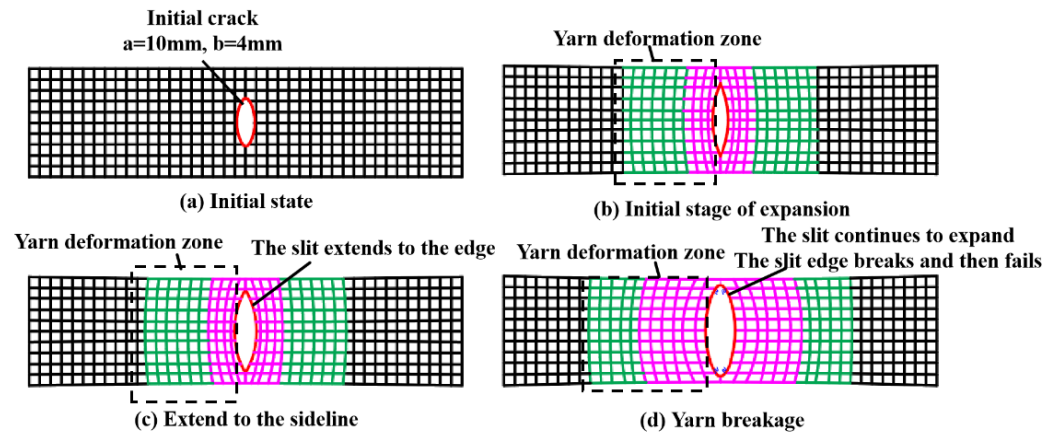 Initial crack
a=10mm, b=4mm
(a) Initial state
Yarn deformation zone
(b) Initial stage of expansion
Yarn deformation zone
The slit extends to the edge
(c) Extend to the sideline
Yarn deformation zone
The slit continues to expand
The slit edge breaks and then fails
(d) Yarn breakage